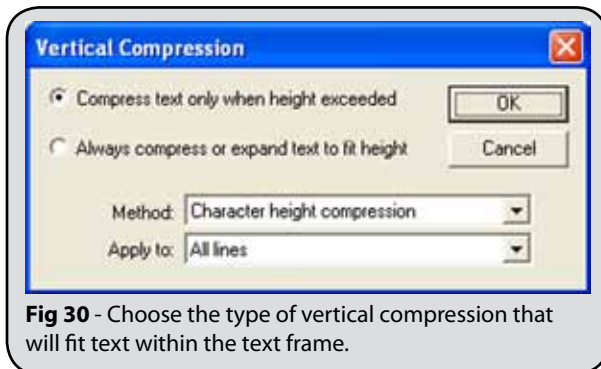 Vertical Compression
Compress text only when height exceeded
OK
Always compress or expand text to fit height
Cancel
Method: Character height compression
Apply to: All lines
Fig 30 - Choose the type of vertical compression that
will fit text within the text frame.